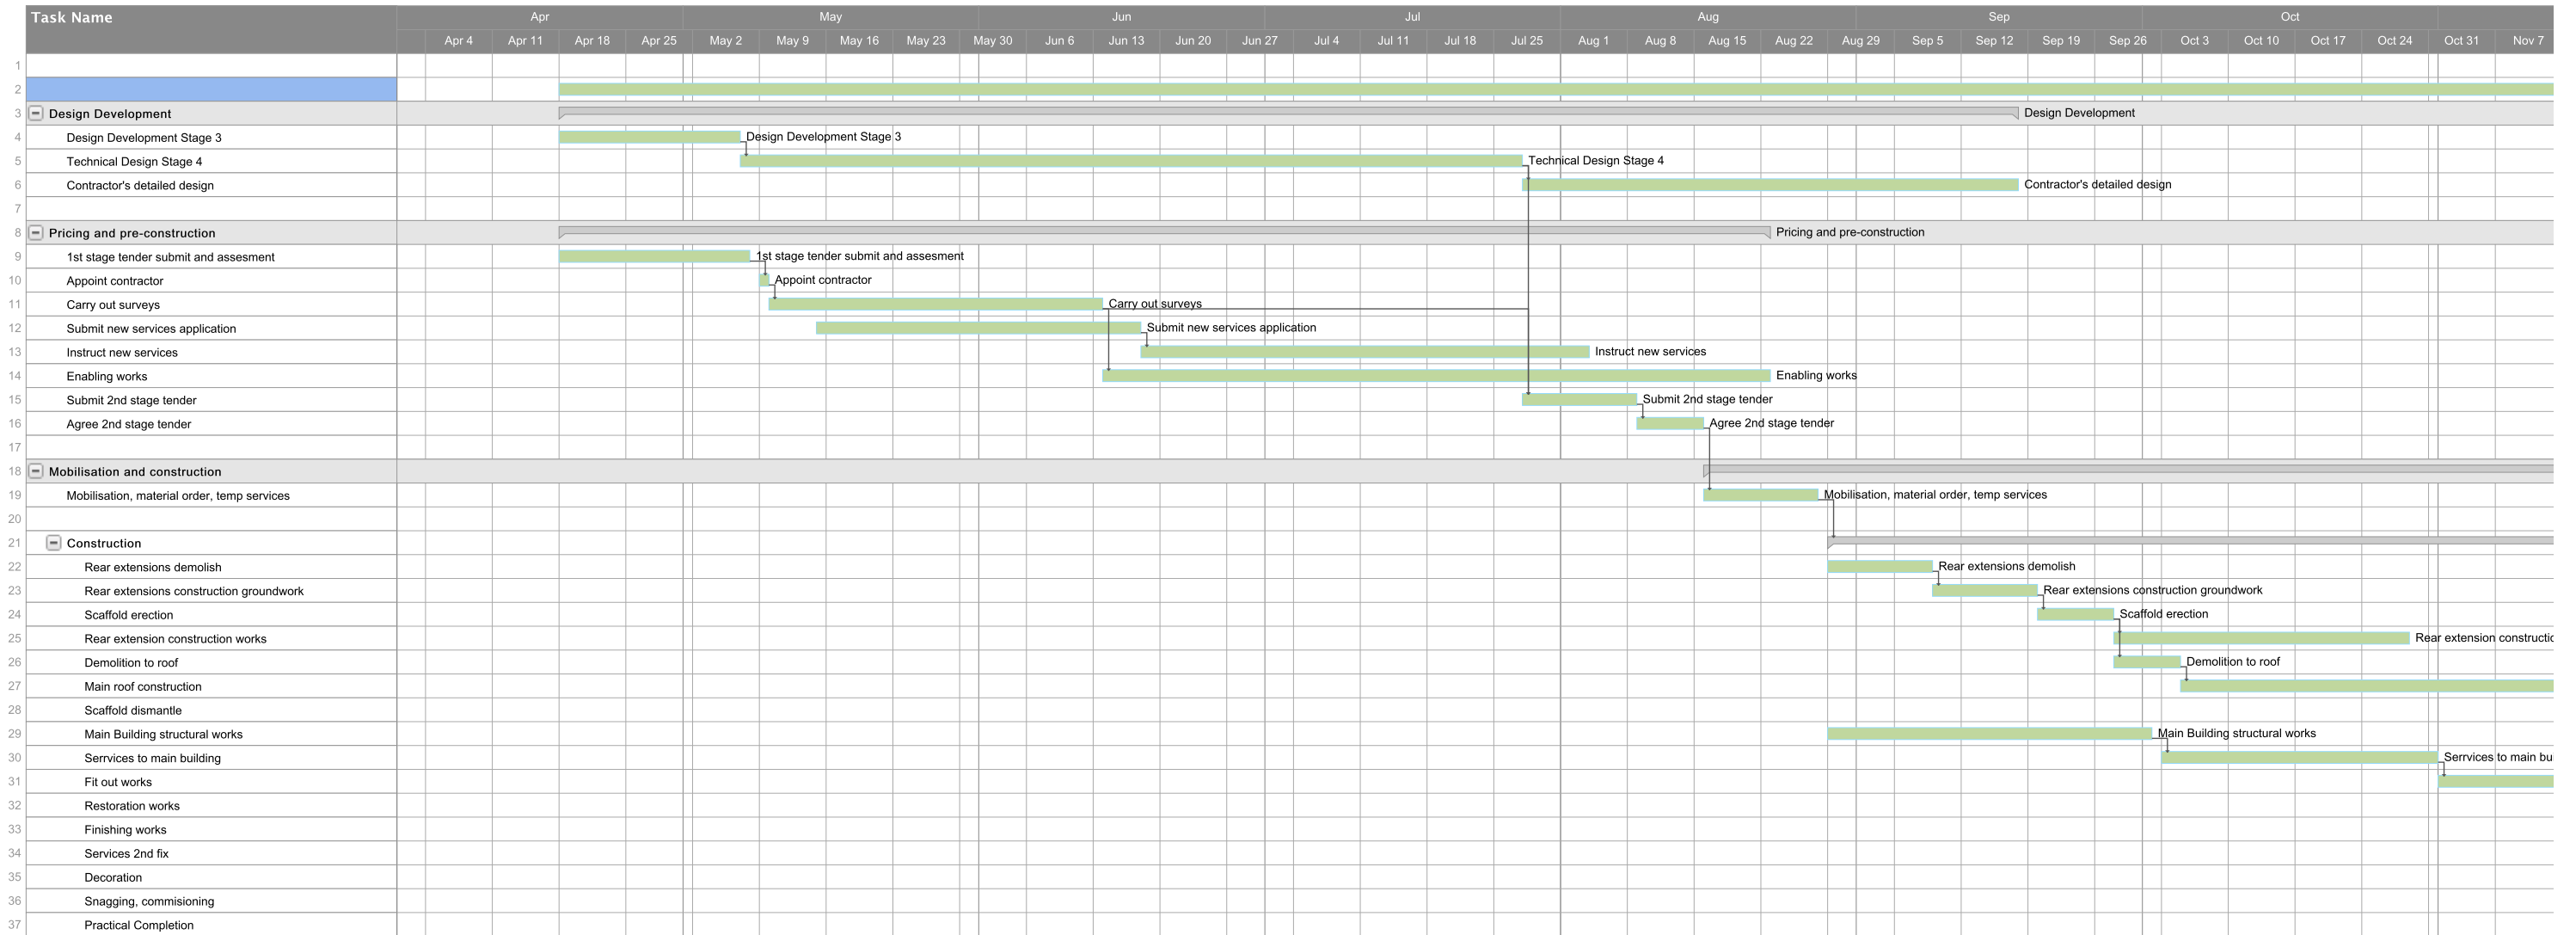 Task Name
Apr May Jun Jul Aug Sep Oct
Apr 4 Apr 11 Apr 18 Apr 25 May 2 May 9 May 16 May 23 May 30 Jun 6 Jun 13 Jun 20 Jun 27 Jul 4 Jul 11 Jul 18 Jul 25 Aug 1 Aug 8 Aug 15 Aug 22 Aug 29 Sep 5 Sep 12 Sep 19 Sep 26 Oct 3 Oct 10 Oct 17 Oct 24 Oct 31 Nov 7
1
2
3 Design Development Design Development
4 Design Development Stage 3 Design Development Stage 3
5 Technical Design Stage 4 Technical Design Stage 4
6 Contractor's detailed design Contractor's detailed design
7
8 Pricing and pre-construction Pricing and pre-construction
9 1st stage tender submit and assesment 1st stage tender submit and assesment
10 Appoint contractor Appoint contractor
11 Carry out surveys Carry out surveys
12 Submit new services application Submit new services application
13 Instruct new services Instruct new services
14 Enabling works Enabling works
15 Submit 2nd stage tender Submit 2nd stage tender
16 Agree 2nd stage tender Agree 2nd stage tender
17
18 Mobilisation and construction
19 Mobilisation, material order, temp services Mobilisation, material order, temp services
20
21 Construction
22 Rear extensions demolish Rear extensions demolish
23 Rear extensions construction groundwork Rear extensions construction groundwork
24 Scaffold erection Scaffold erection
25 Rear extension construction works Rear extension constructio
26 Demolition to roof Demolition to roof
27 Main roof construction
28 Scaffold dismantle
29 Main Building structural works Main Building structural works
30 Serrvices to main building Serrvices to main bu
31 Fit out works
32 Restoration works
33 Finishing works
34 Services 2nd fix
35 Decoration
36 Snagging, commisioning
37 Practical Completion